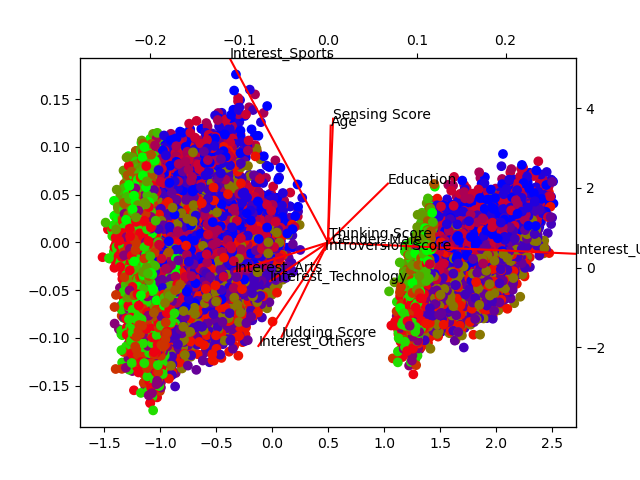 −0.2 −0.1 0.0 0.1 0.2
Interest_Sports
0.15
0.10
0.05
0.00
−0.05
−0.10
−0.15
Sensing Score
Age
Education
Thinking Score
Gender_Male
Introversion Score
Interest_U
Interest_Arts
Interest_Technology
Judging Score
Interest_Others
4
2
0
−2
−1.5 −1.0 −0.5 0.0 0.5 1.0 1.5 2.0 2.5